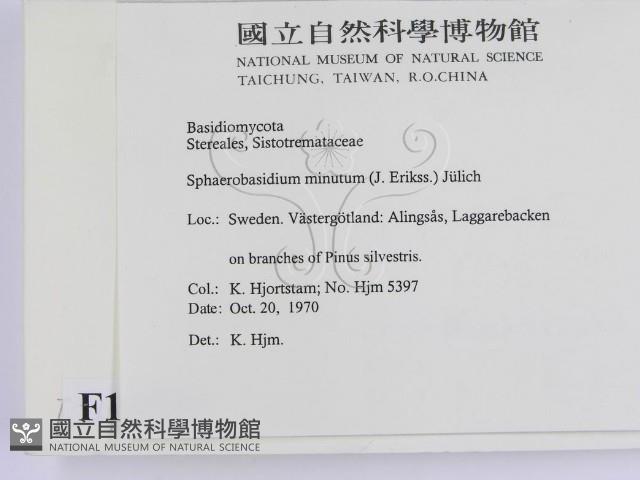 國立自然科學博物館
NATIONAL MUSEUM OF NATURAL SCIENCE
TAICHUNG, TAIWAN, R.O.CHINA
Basidiomycota
Stereales, Sistotremataceae
Sphaerobasidium minutum (J. Erikss.) Jülich
Loc.: Sweden. Västergötland: Alingsås, Laggarebacken
on branches of Pinus silvestris.
Col.: K. Hjortstam; No. Hjm 5397
Date: Oct. 20, 1970
Det.: K. Hjm.
F1
國立自然科學博物館
NATIONAL MUSEUM OF NATURAL SCIENCE